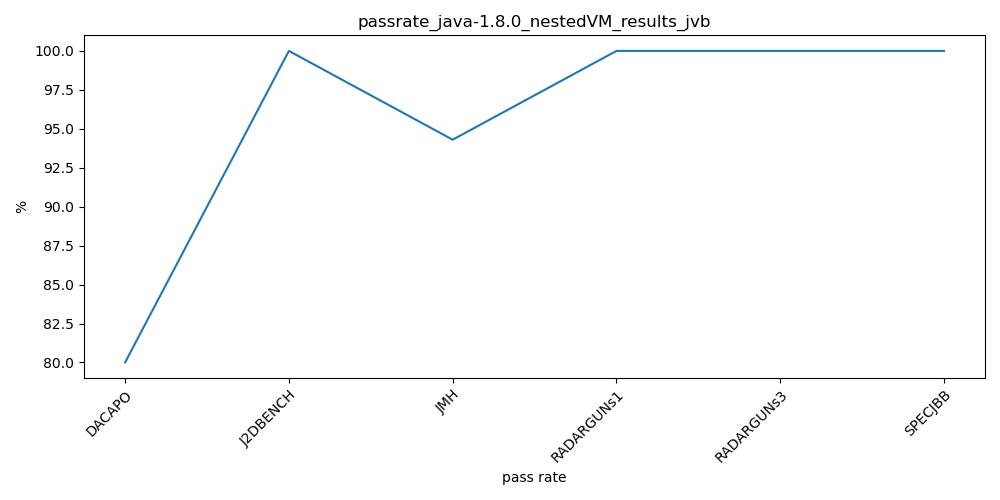 passrate_java-1.8.0_nestedVM_results_jvb
100.0
97.5
95.0
92.5
90.0
87.5
85.0
82.5
80.0
%
DACAPO
J2DBENCH
JMH
RADARGUNs1
RADARGUNs3
SPECJBB
pass rate